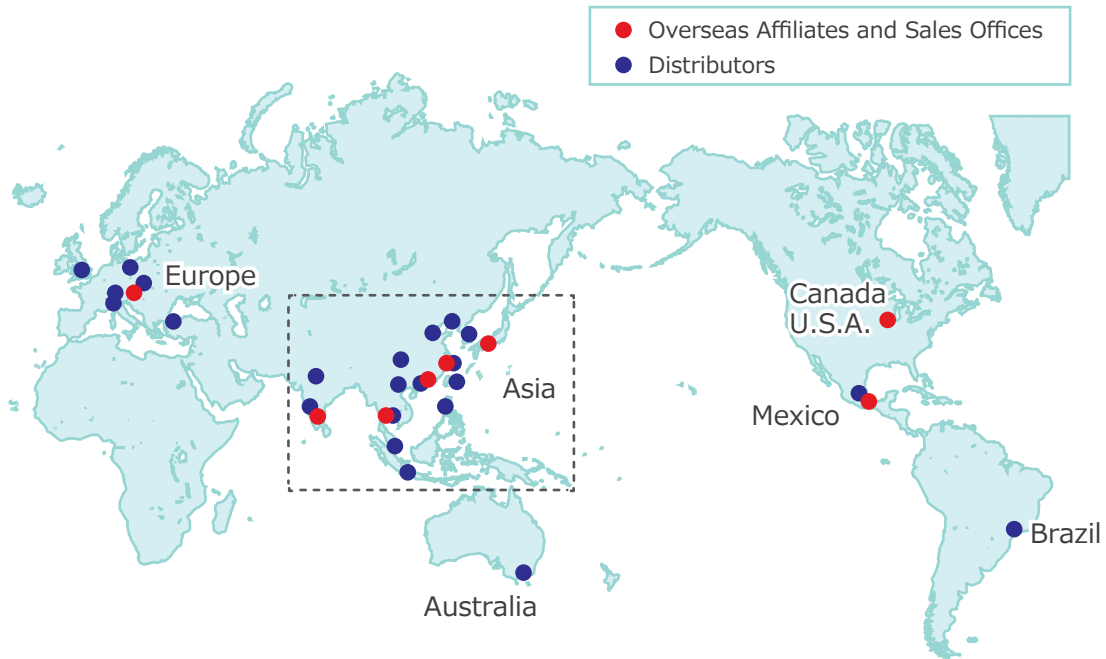 Overseas Affiliates and Sales Offices
Distributors
Europe
Canada
U.S.A.
Asia
Mexico
Brazil
Australia